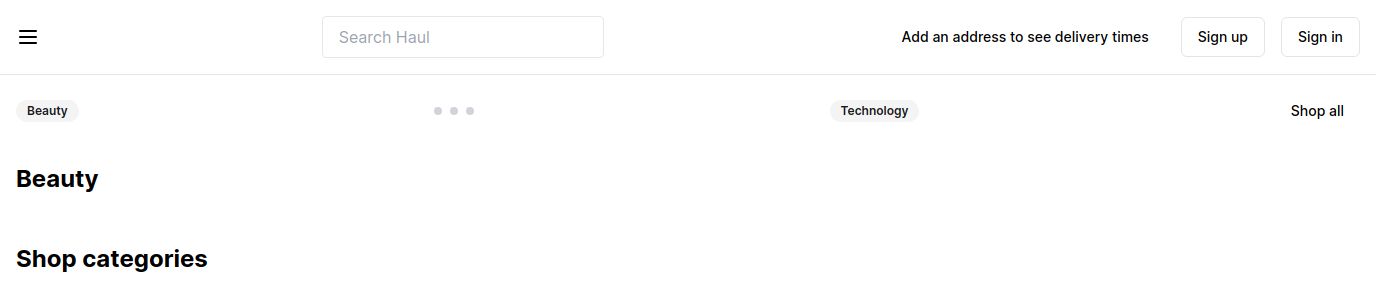 Search Haul
Add an address to see delivery times
Sign up
Sign in
Beauty
Technology
Shop all
Beauty
Shop categories